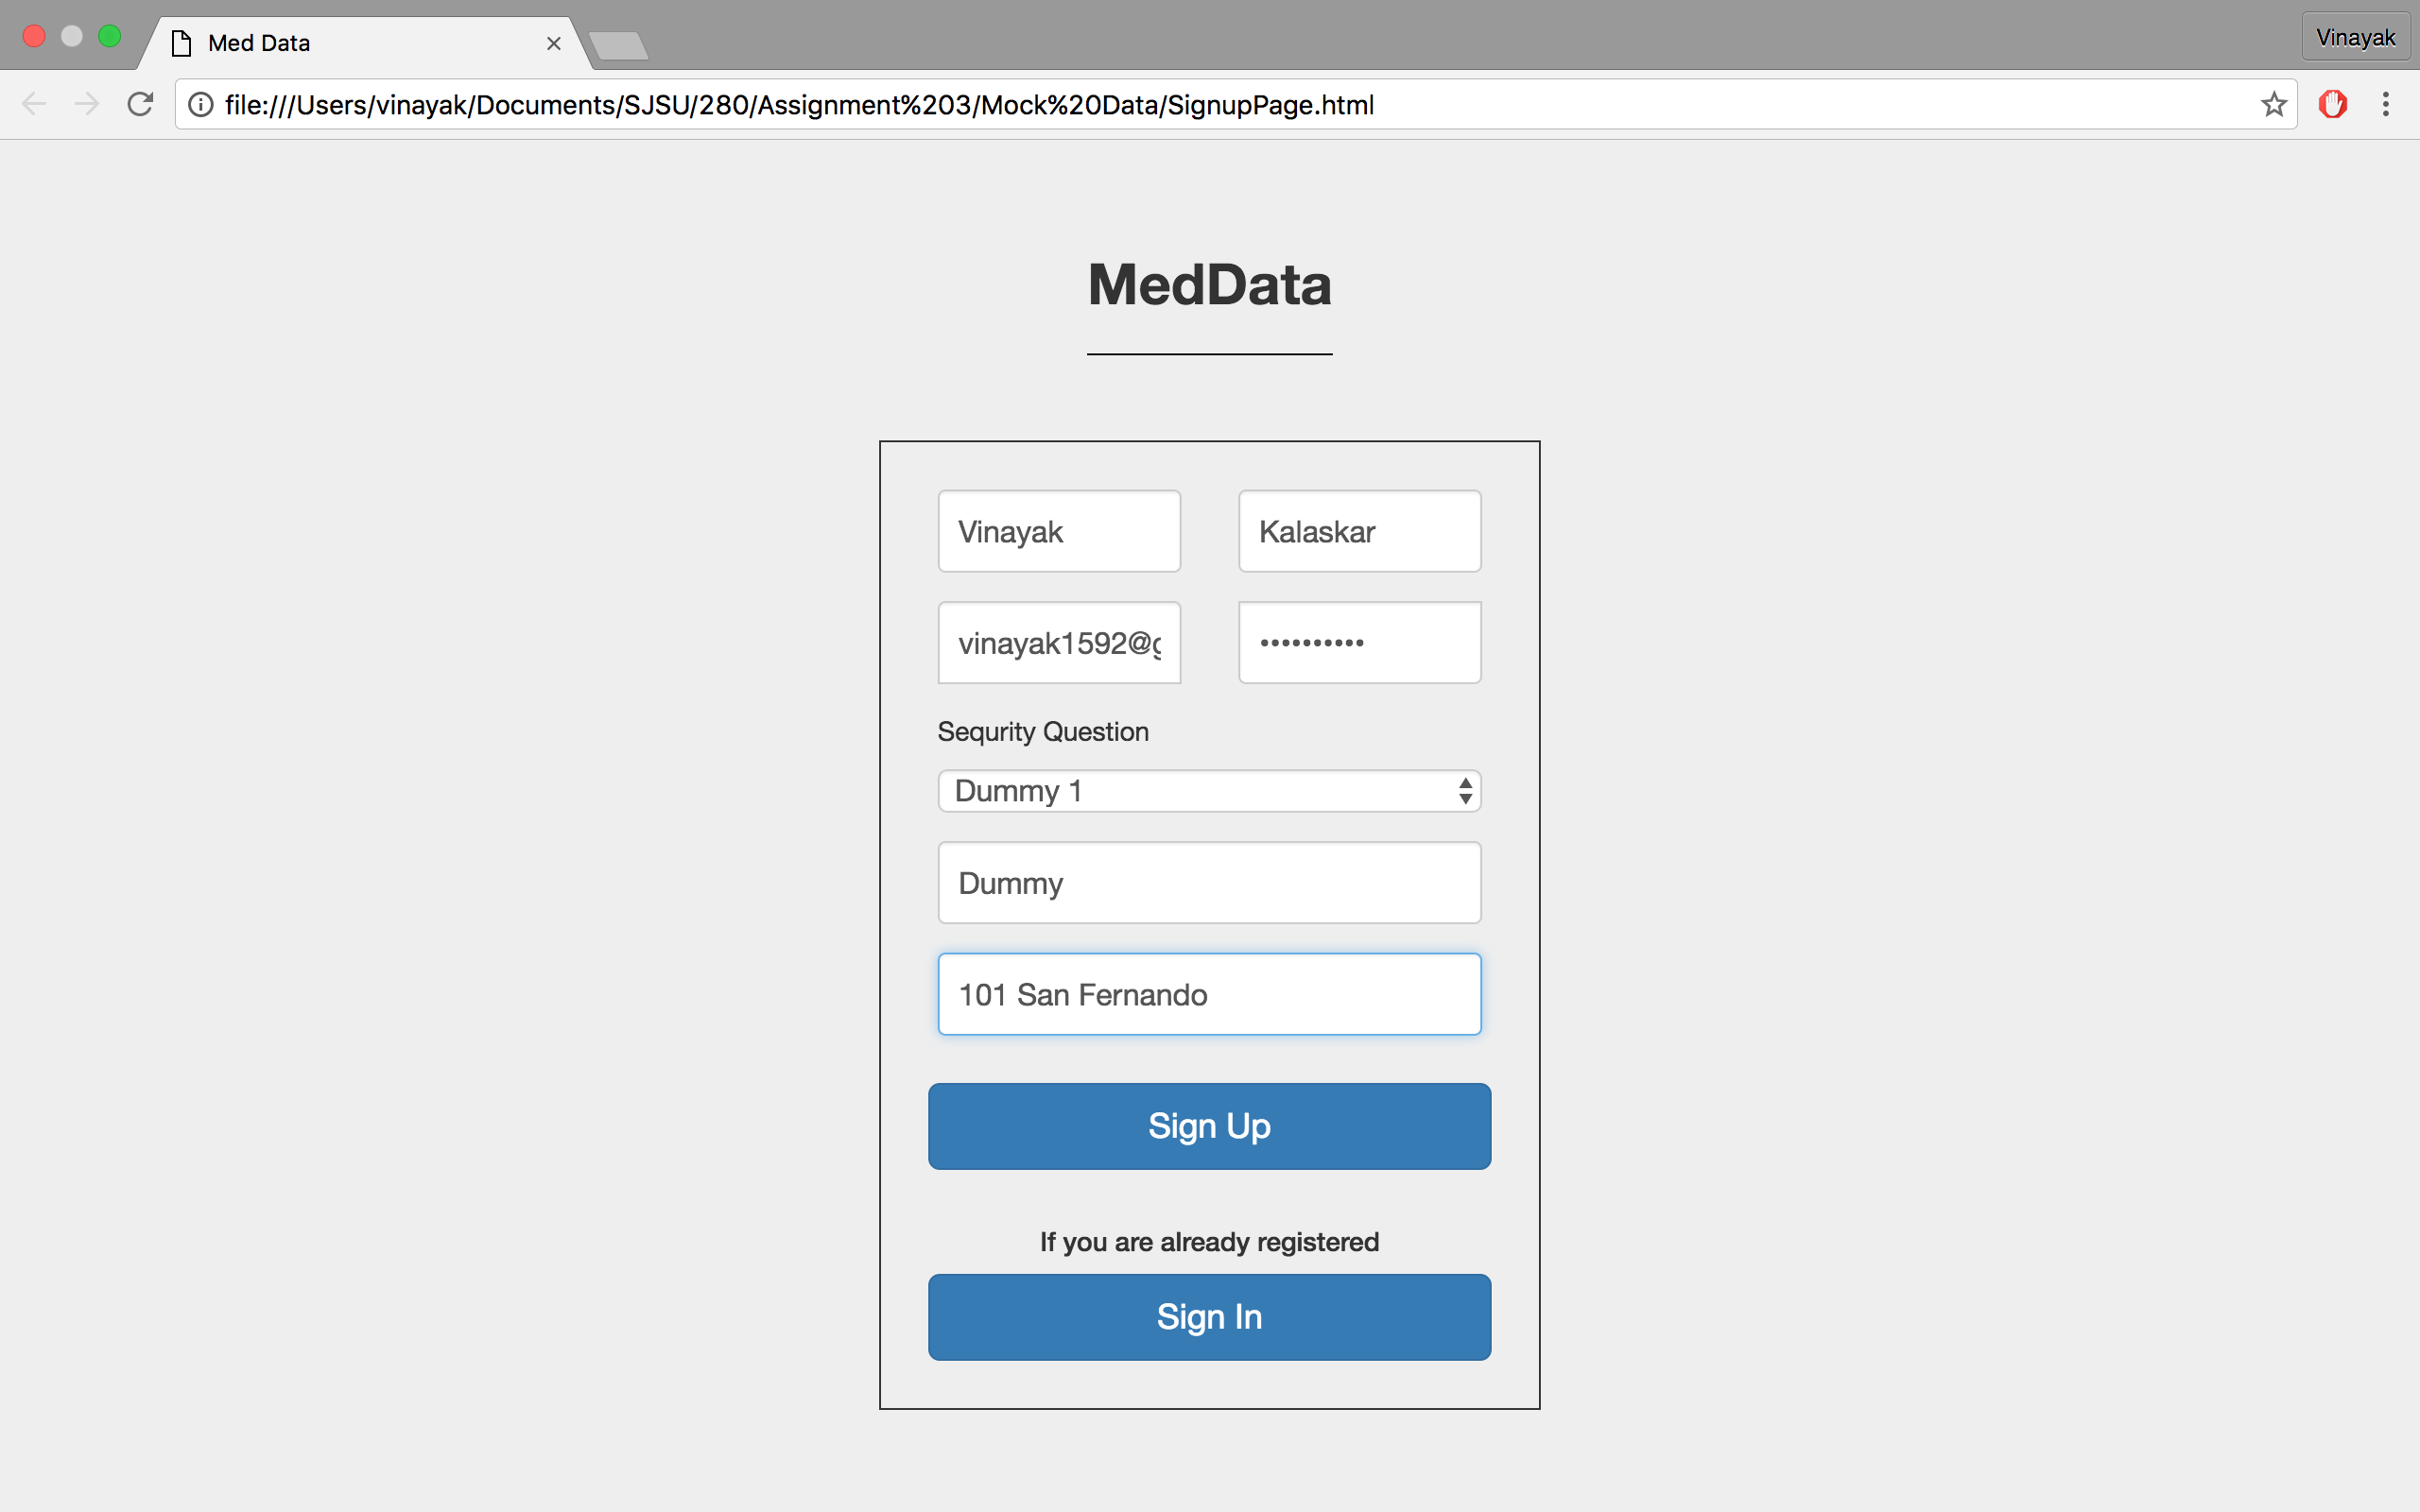 Med Data
Vinayak
file:///Users/vinayak/Documents/SJSU/280/Assignment%203/Mock%20Data/SignupPage.html
MedData
Vinayak Kalaskar
vinayak1592@g ••••••••••
Sequrity Question
Dummy 1
Dummy
101 San Fernando
Sign Up
If you are already registered
Sign In